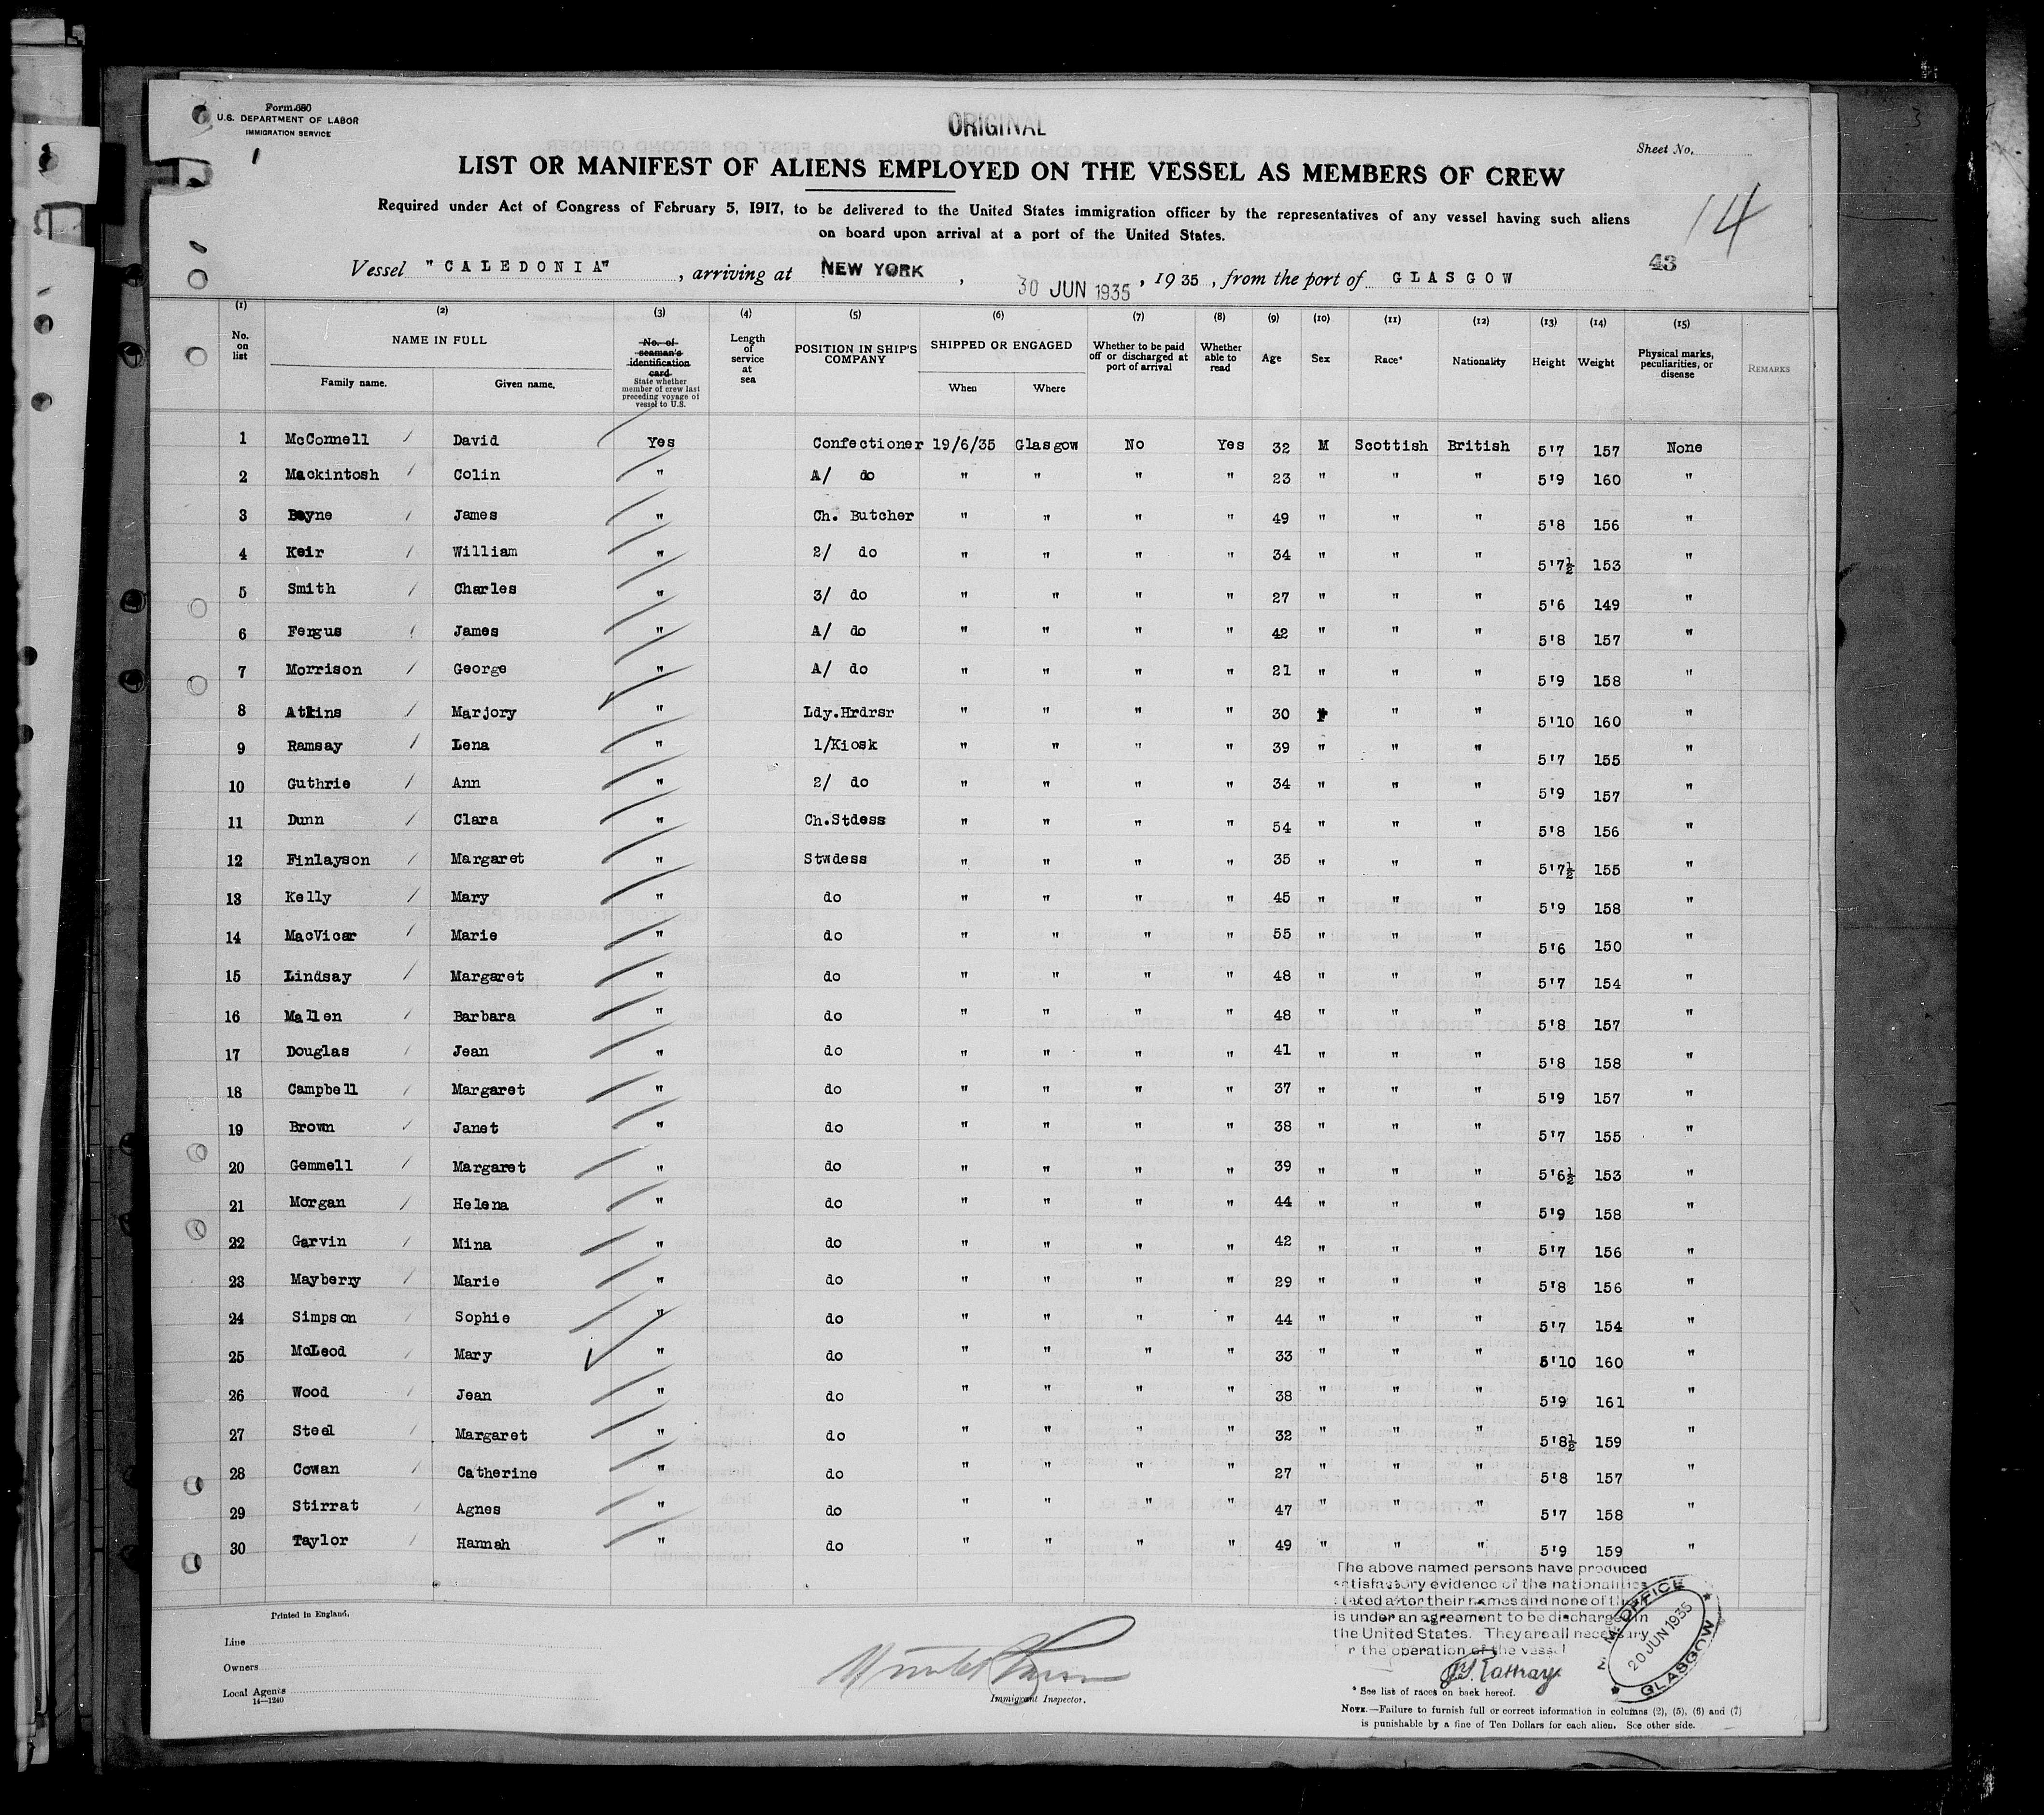 Form 680
U.S. DEPARTMENT OF LABOR
IMMIGRATION SERVICE
ORIGINAL
Sheet No.
LIST OR MANIFEST OF ALIENS EMPLOYED ON THE VESSEL AS MEMBERS OF CREW
14
Required under Act of Congress of February 5, 1917, to be delivered to the United States immigration officer by the representatives of any vessel having such aliens
on board upon arrival at a port of the United States.
43
Vessel "CALEDONIA", arriving at NEW YORK, 30 JUN 1935, 1935, from the port of GLASGOW
(1) (2) (3) (4) (5) (6) (7) (8) (9) (10) (11) (12) (13) (14) (15)
No. on list NAME IN FULL Family name. Given name. No. of seaman's identification card State whether member of crew last preceding voyage of vessel to U.S. Length of service at sea POSITION IN SHIP'S COMPANY SHIPPED OR ENGAGED When Where Whether to be paid off or discharged at port of arrival Whether able to read Age Sex Race* Nationality Height Weight Physical marks, peculiarities, or disease REMARKS
1 McConnell David Yes Confectioner 19/6/35 Glasgow No Yes 32 M Scottish British 5'7 157 None
2 Mackintosh Colin " A/ do " " " " 23 " " " 5'9 160 "
3 Bayne James " Ch. Butcher " " " " 49 " " " 5'8 156 "
4 Keir William " 2/ do " " " " 34 " " " 5'7½ 153 "
5 Smith Charles " 3/ do " " " " 27 " " " 5'6 149 "
6 Fergus James " A/ do " " " " 42 " " " 5'8 157 "
7 Morrison George " A/ do " " " " 21 " " " 5'9 158 "
8 Atkins Marjory " Ldy.Hrdrsr " " " " 30 F " " 5'10 160 "
9 Ramsay Lena " 1/Kiosk " " " " 39 " " " 5'7 155 "
10 Guthrie Ann " 2/ do " " " " 34 " " " 5'9 157 "
11 Dunn Clara " Ch.Stdess " " " " 54 " " " 5'8 156 "
12 Finlayson Margaret " Stwdess " " " " 35 " " " 5'7½ 155 "
13 Kelly Mary " do " " " " 45 " " " 5'9 158 "
14 MacVicar Marie " do " " " " 55 " " " 5'6 150 "
15 Lindsay Margaret " do " " " " 48 " " " 5'7 154 "
16 Mallen Barbara " do " " " " 48 " " " 5'8 157 "
17 Douglas Jean " do " " " " 41 " " " 5'8 158 "
18 Campbell Margaret " do " " " " 37 " " " 5'9 157 "
19 Brown Janet " do " " " " 38 " " " 5'7 155 "
20 Gemmell Margaret " do " " " " 39 " " " 5'6½ 153 "
21 Morgan Helena " do " " " " 44 " " " 5'9 158 "
22 Garvin Mina " do " " " " 42 " " " 5'7 156 "
23 Mayberry Marie " do " " " " 29 " " " 5'8 156 "
24 Simpson Sophie " do " " " " 44 " " " 5'7 154 "
25 McLeod Mary " do " " " " 33 " " " 5'10 160 "
26 Wood Jean " do " " " " 38 " " " 5'9 161 "
27 Steel Margaret " do " " " " 32 " " " 5'8½ 159 "
28 Cowan Catherine " do " " " " 27 " " " 5'8 157 "
29 Stirrat Agnes " do " " " " 47 " " " 5'7 158 "
30 Taylor Hannah " do " " " " 49 " " " 5'9 159 "
The above named persons have produced
satisfactory evidence of the nationalities
stated after their names and none of them
is under an agreement to be discharged in
the United States. They are all necessary
for the operation of the vessel
OFFICE
20 JUN 1935
GLASGOW
Printed in England.
Line
Owners
Local Agents
14—1240
Immigrant Inspector.
* See list of races on back hereof.
NOTE.—Failure to furnish full or correct information in columns (2), (5), (6) and (7)
is punishable by a fine of Ten Dollars for each alien. See other side.